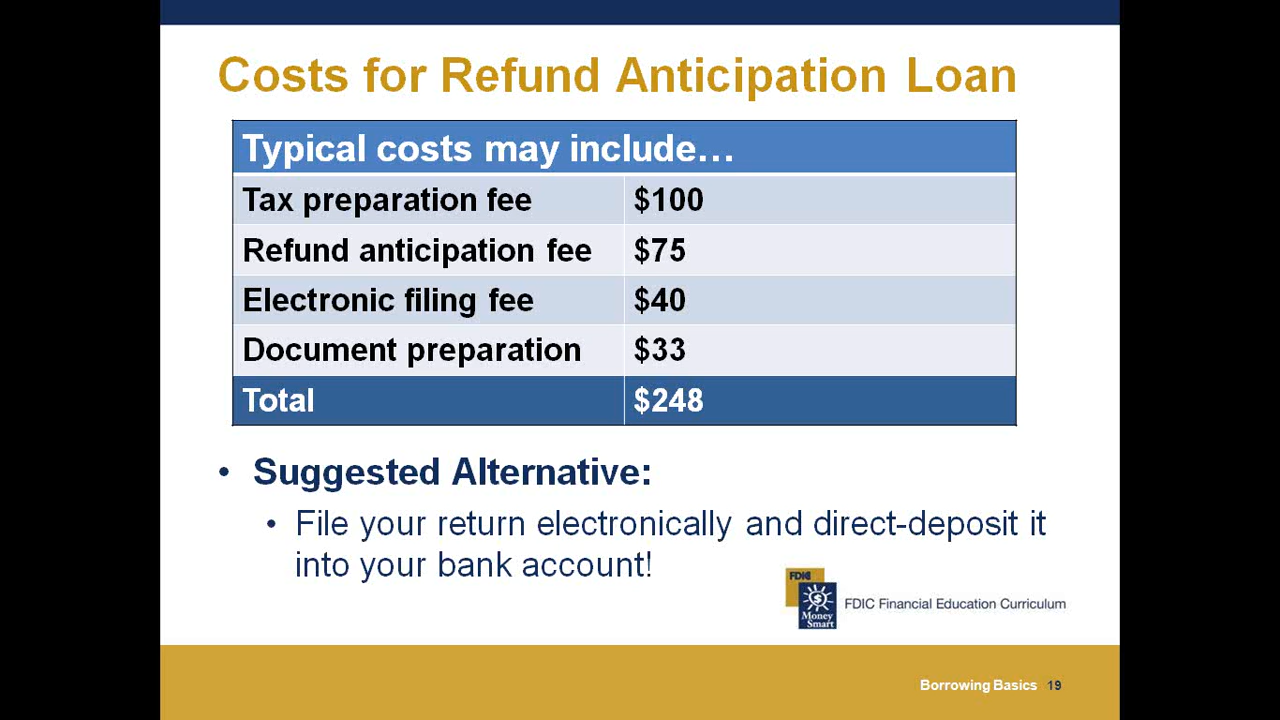 Costs for Refund Anticipation Loan
Typical costs may include…
Tax preparation fee $100
Refund anticipation fee $75
Electronic filing fee $40
Document preparation $33
Total $248
• Suggested Alternative:
• File your return electronically and direct-deposit it
into your bank account!
FDIC
$
Money
Smart
FDIC Financial Education Curriculum
Borrowing Basics 19